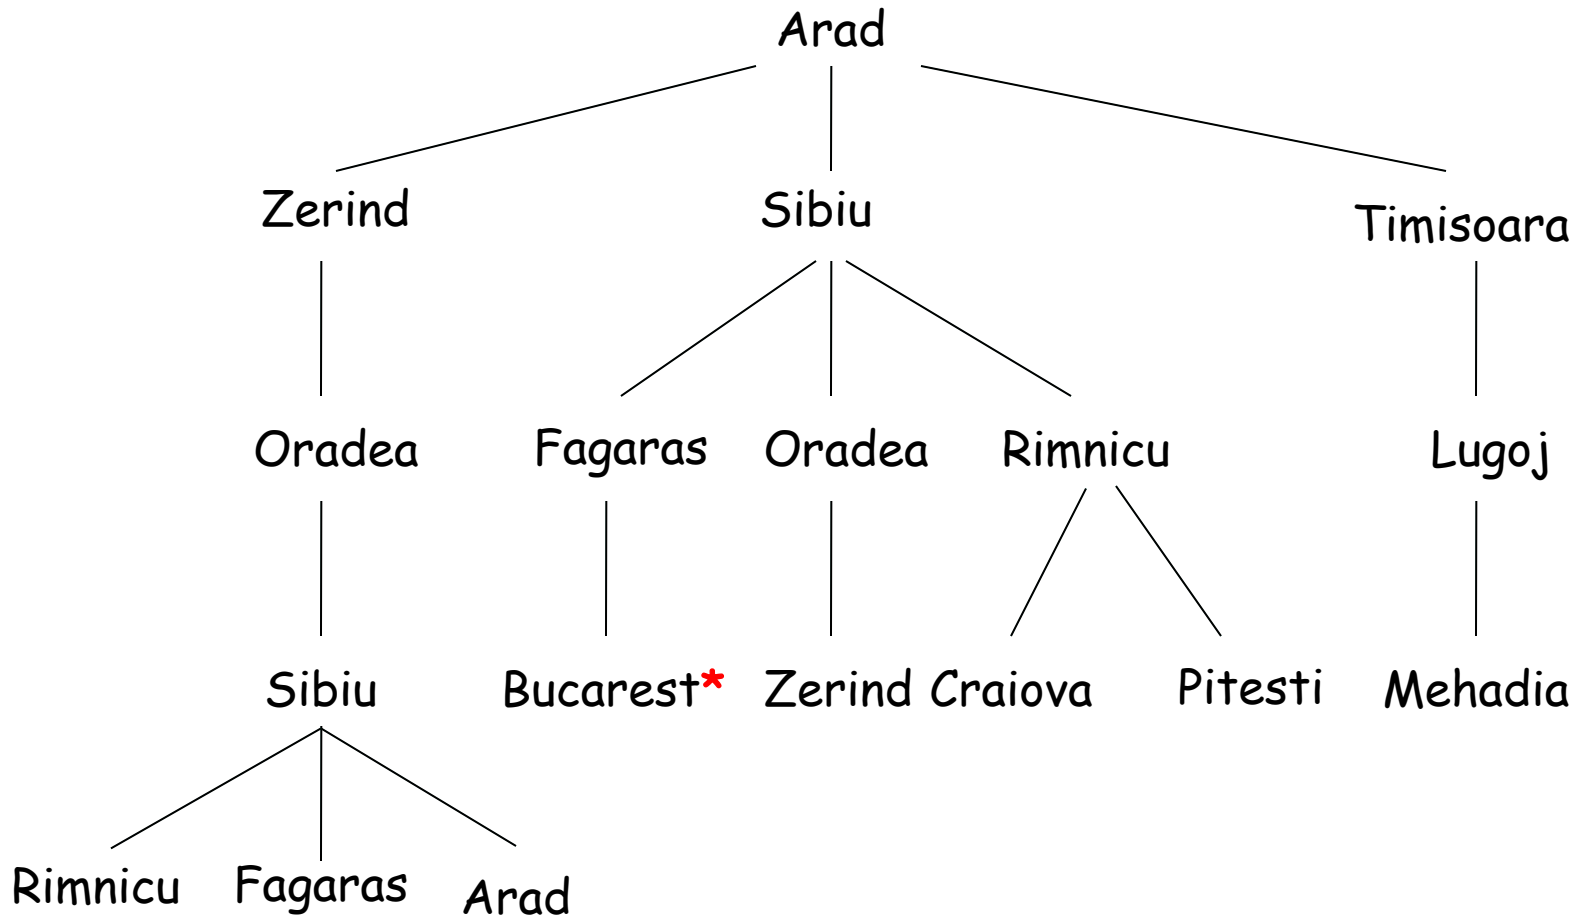 Arad
Zerind Sibiu Timisoara
Oradea Fagaras Oradea Rimnicu Lugoj
Sibiu Bucarest* Zerind Craiova Pitesti Mehadia
Rimnicu Fagaras Arad